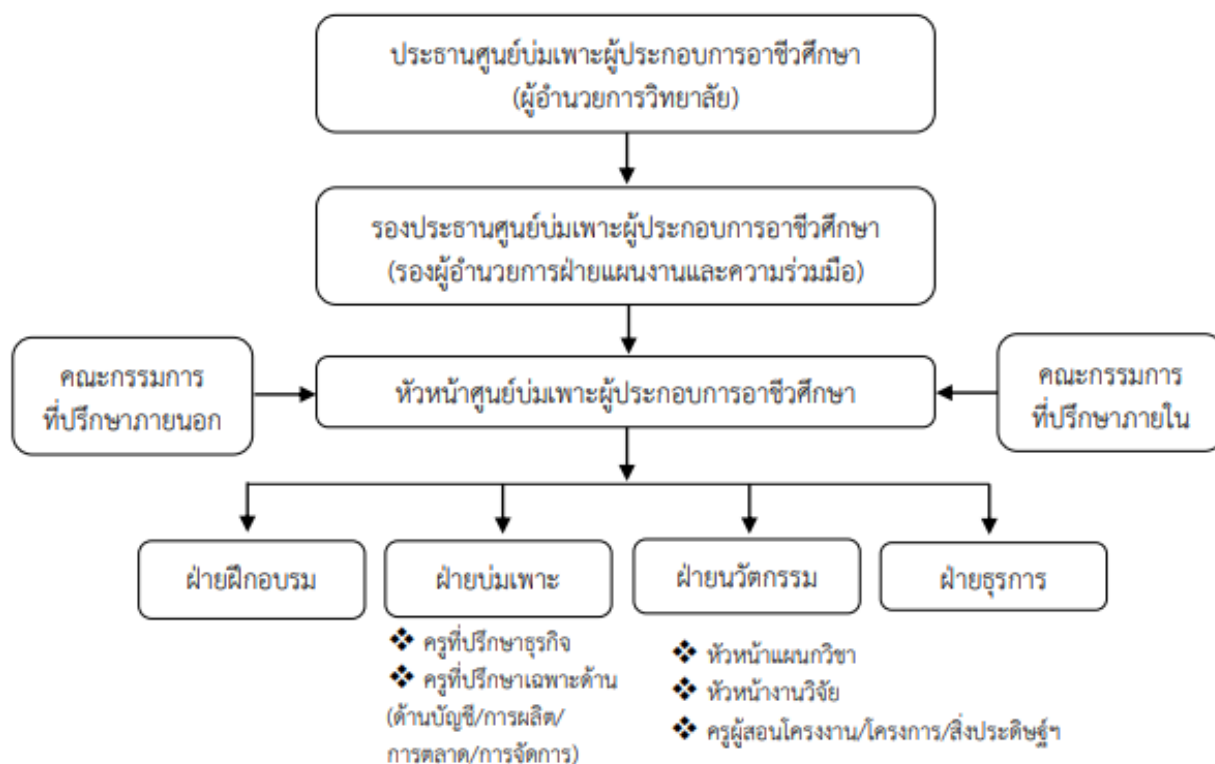 ประธานศูนย์บ่มเพาะผู้ประกอบการอาชีวศึกษา
(ผู้อำนวยการวิทยาลัย)
รองประธานศูนย์บ่มเพาะผู้ประกอบการอาชีวศึกษา
(รองผู้อำนวยการฝ่ายแผนงานและความร่วมมือ)
คณะกรรมการ
ที่ปรึกษาภายนอก
หัวหน้าศูนย์บ่มเพาะผู้ประกอบการอาชีวศึกษา
คณะกรรมการ
ที่ปรึกษาภายใน
ฝ่ายฝึกอบรม
ฝ่ายบ่มเพาะ
ฝ่ายนวัตกรรม
ฝ่ายธุรการ
❖ ครูที่ปรึกษาธุรกิจ
❖ ครูที่ปรึกษาเฉพาะด้าน
(ด้านบัญชี/การผลิต/
การตลาด/การจัดการ)
❖ หัวหน้าแผนกวิชา
❖ หัวหน้างานวิจัย
❖ ครูผู้สอนโครงงาน/โครงการ/สิ่งประดิษฐ์ฯ